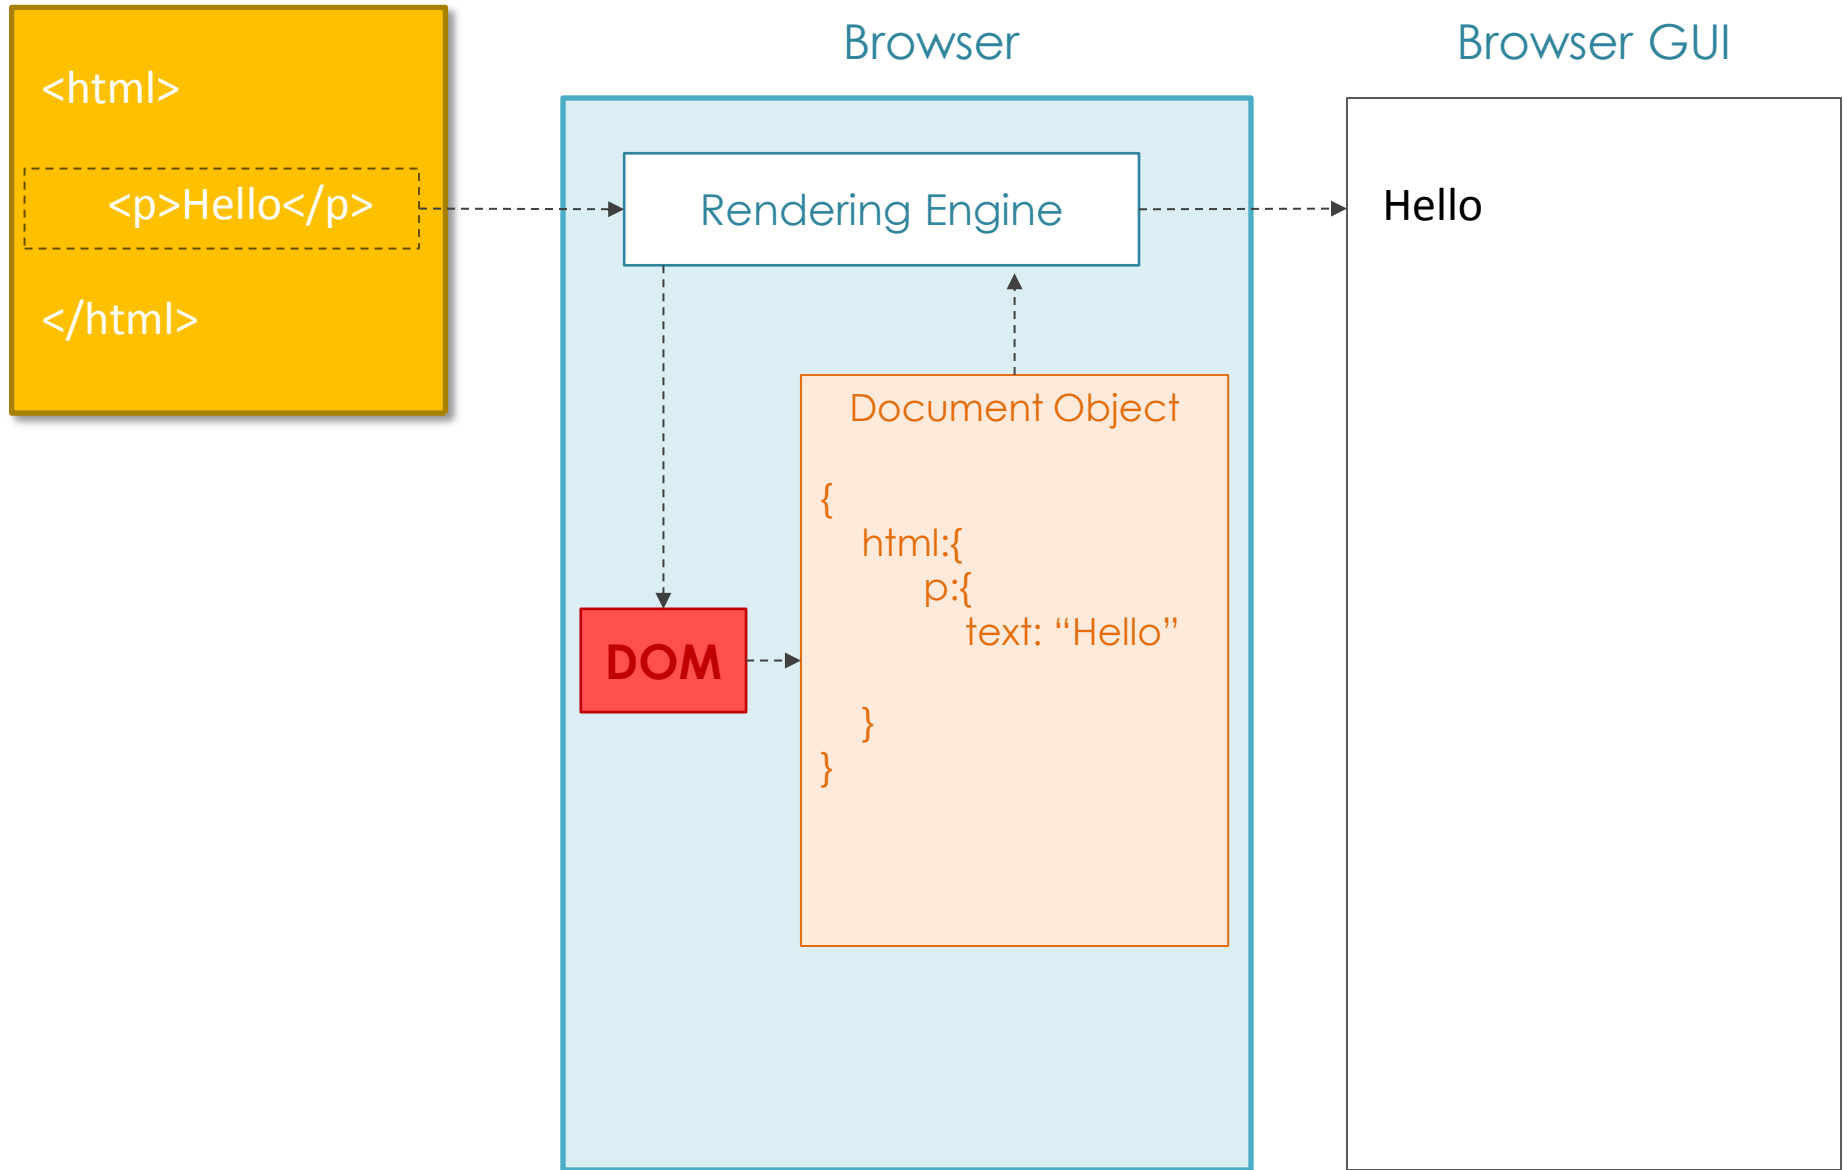 <html>
<p>Hello</p>
</html>
Browser
Rendering Engine
DOM
Document Object
{
html:{
p:{
text: “Hello”
}
}
Browser GUI
Hello